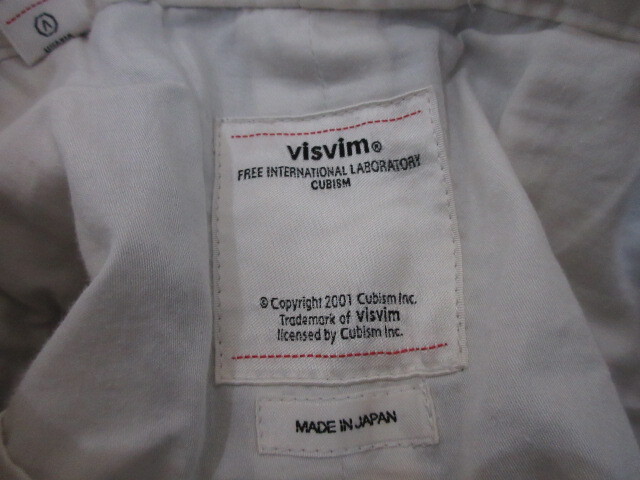 visvim®
FREE INTERNATIONAL LABORATORY
CUBISM
© Copyright 2001 Cubism Inc.
Trademark of visvim
licensed by Cubism Inc.
MADE IN JAPAN